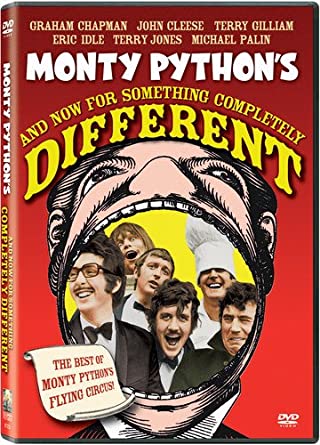 DVD
MONTY PYTHON'S
AND NOW FOR SOMETHING
COMPLETELY DIFFERENT
GRAHAM CHAPMAN JOHN CLEESE TERRY GILLIAM
ERIC IDLE TERRY JONES MICHAEL PALIN
MONTY PYTHON'S
AND NOW FOR SOMETHING COMPLETELY
DIFFERENT
THE BEST OF
MONTY PYTHON'S
FLYING CIRCUS!
DVD
VIDEO